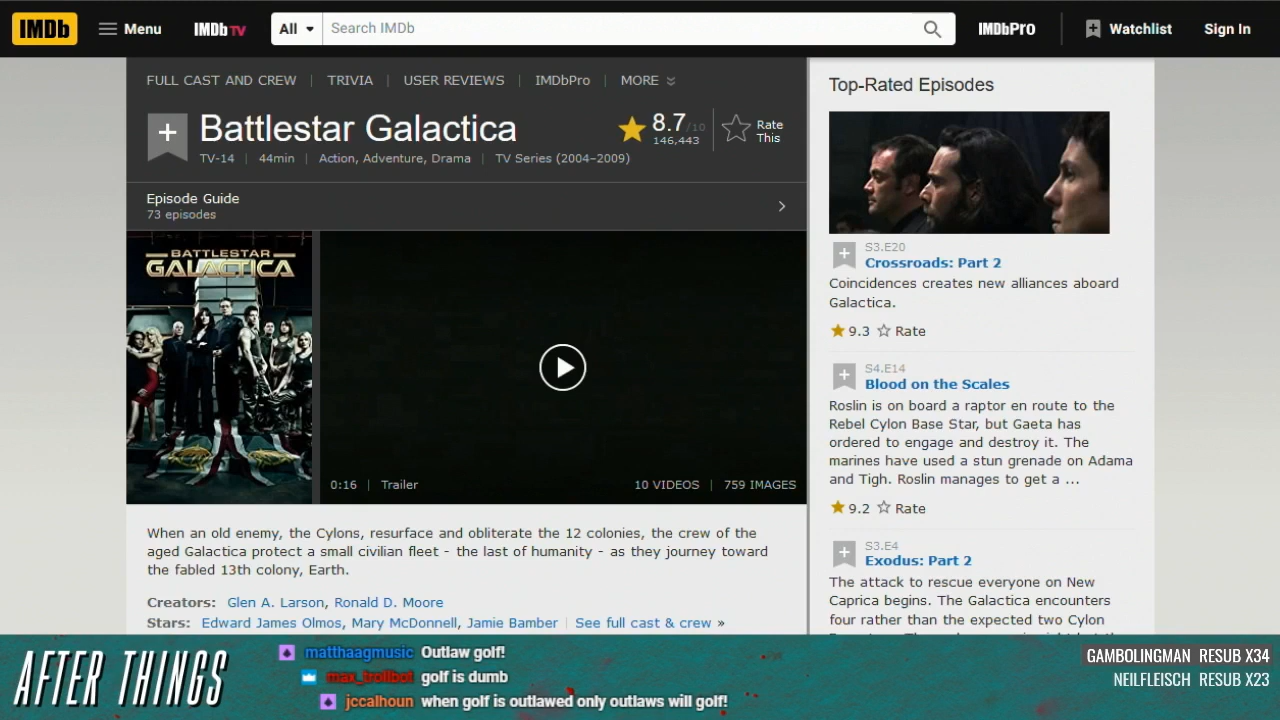 IMDb
Menu
IMDb TV
All
Search IMDb
IMDbPro
Watchlist
Sign In
FULL CAST AND CREW | TRIVIA | USER REVIEWS | IMDbPro | MORE
Battlestar Galactica
8.7/10
146,443
Rate This
TV-14 | 44min | Action, Adventure, Drama | TV Series (2004–2009)
Episode Guide
73 episodes
BATTLESTAR
GALACTICA
0:16 | Trailer
10 VIDEOS | 759 IMAGES
When an old enemy, the Cylons, resurface and obliterate the 12 colonies, the crew of the
aged Galactica protect a small civilian fleet - the last of humanity - as they journey toward
the fabled 13th colony, Earth.
Creators: Glen A. Larson, Ronald D. Moore
Stars: Edward James Olmos, Mary McDonnell, Jamie Bamber | See full cast & crew »
Top-Rated Episodes
S3.E20
Crossroads: Part 2
Coincidences creates new alliances aboard
Galactica.
9.3 Rate
S4.E14
Blood on the Scales
Roslin is on board a raptor en route to the
Rebel Cylon Base Star, but Gaeta has
ordered to engage and destroy it. The
marines have used a stun grenade on Adama
and Tigh. Roslin manages to get a ...
9.2 Rate
S3.E4
Exodus: Part 2
The attack to rescue everyone on New
Caprica begins. The Galactica encounters
four rather than the expected two Cylon
AFTER THINGS
matthaagmusic Outlaw golf!
max_trollbot golf is dumb
jccalhoun when golf is outlawed only outlaws will golf!
GAMBOLINGMAN RESUB X34
NEILFLEISCH RESUB X23